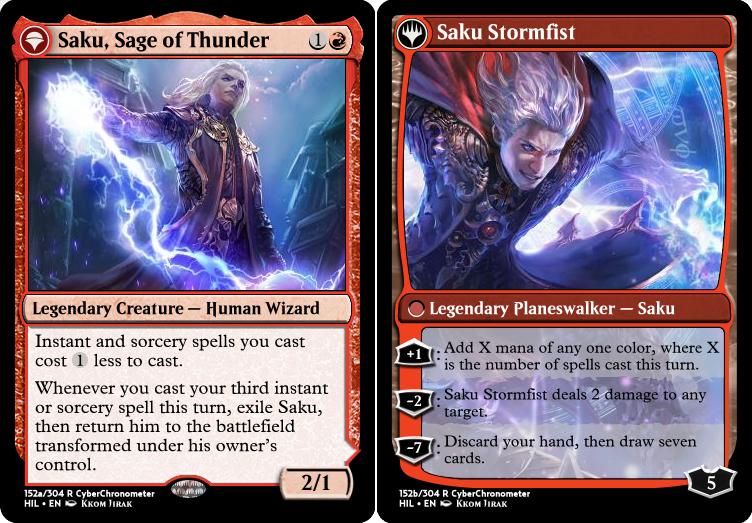 Saku, Sage of Thunder 1
Legendary Creature — Human Wizard
Instant and sorcery spells you cast
cost 1 less to cast.
Whenever you cast your third instant
or sorcery spell this turn, exile Saku,
then return him to the battlefield
transformed under his owner's
control.
2/1
152a/304 R CyberChronometer
HIL • EN Kkom Jirak
Saku Stormfist
Legendary Planeswalker — Saku
+1: Add X mana of any one color, where X
is the number of spells cast this turn.
-2: Saku Stormfist deals 2 damage to any
target.
-7: Discard your hand, then draw seven
cards.
5
152b/304 R CyberChronometer
HIL • EN Kkom Jirak